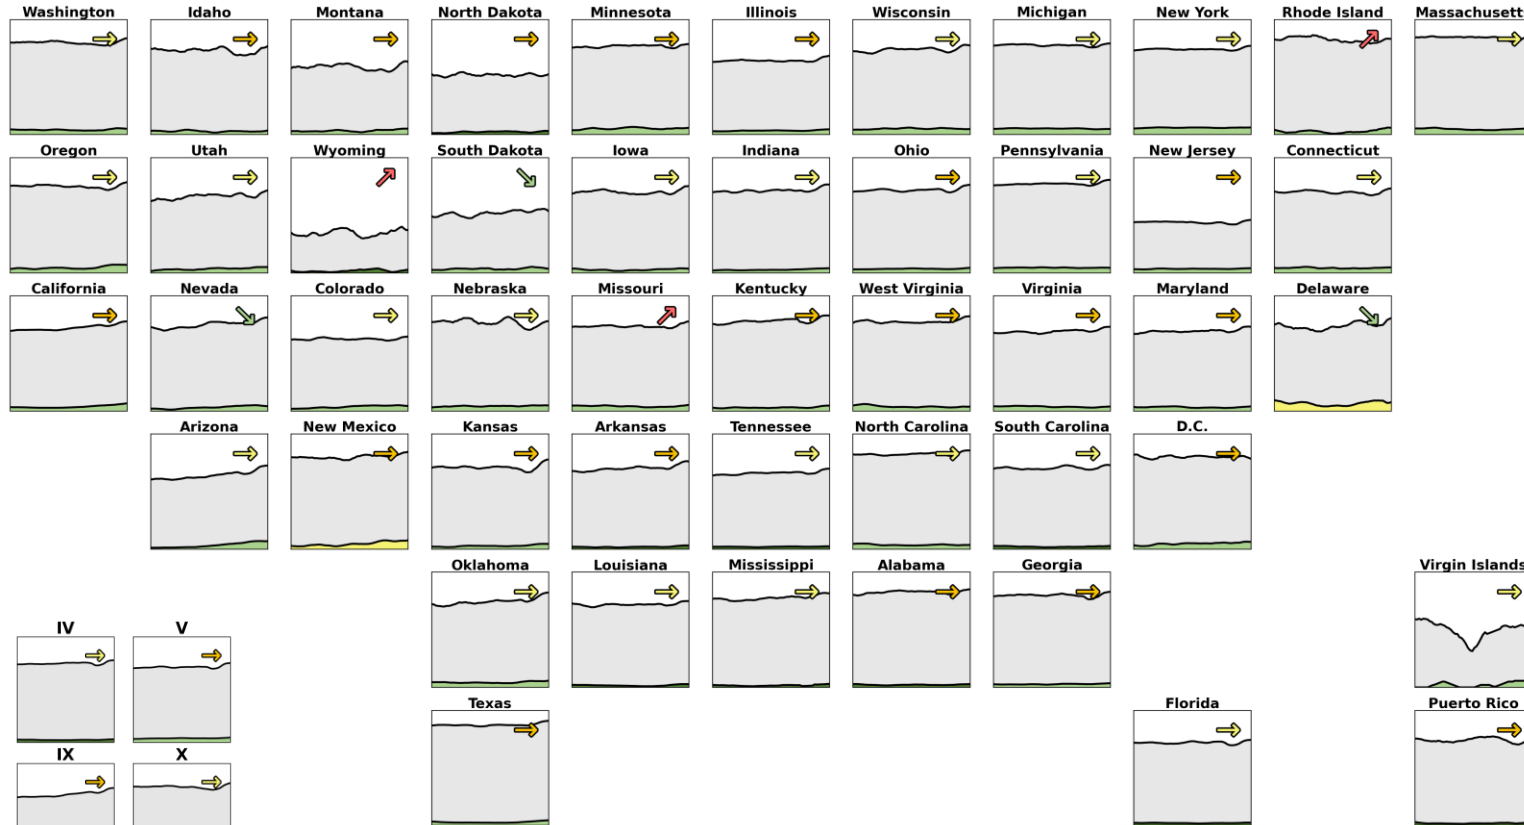 Washington Idaho Montana North Dakota Minnesota Illinois Wisconsin Michigan New York Rhode Island Massachusett
Oregon Utah Wyoming South Dakota Iowa Indiana Ohio Pennsylvania New Jersey Connecticut
California Nevada Colorado Nebraska Missouri Kentucky West Virginia Virginia Maryland Delaware
Arizona New Mexico Kansas Arkansas Tennessee North Carolina South Carolina D.C.
Oklahoma Louisiana Mississippi Alabama Georgia Virgin Islands
IV V
Texas Florida Puerto Rico
IX X